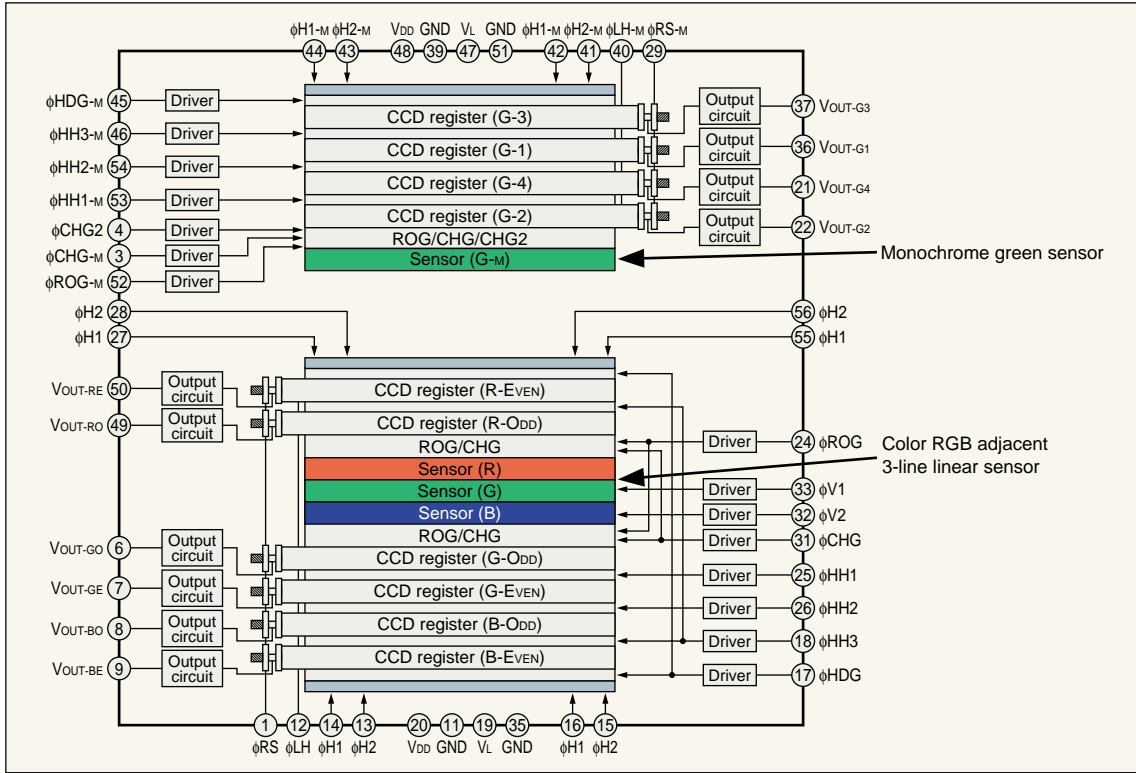 φH1-M φH2-M VDD GND VL GND φH1-M φH2-M φLH-M φRS-M
44 43 48 39 47 51 42 41 40 29
φHDG-M 45 Driver
φHH3-M 46 Driver
φHH2-M 54 Driver
φHH1-M 53 Driver
φCHG2 4 Driver
φCHG-M 3 Driver
φROG-M 52 Driver
CCD register (G-3)
CCD register (G-1)
CCD register (G-4)
CCD register (G-2)
ROG/CHG/CHG2
Sensor (G-M)
Output
circuit
37 VOUT-G3
Output
circuit
36 VOUT-G1
Output
circuit
21 VOUT-G4
Output
circuit
22 VOUT-G2
Monochrome green sensor
φH2 28
φH1 27
56 φH2
55 φH1
VOUT-RE 50 Output
circuit
VOUT-RO 49 Output
circuit
CCD register (R-EVEN)
CCD register (R-ODD)
ROG/CHG
Sensor (R)
Sensor (G)
Sensor (B)
ROG/CHG
CCD register (G-ODD)
CCD register (G-EVEN)
CCD register (B-ODD)
CCD register (B-EVEN)
Driver 24 φROG
Color RGB adjacent
3-line linear sensor
Driver 33 φV1
Driver 32 φV2
Driver 31 φCHG
Driver 25 φHH1
Driver 26 φHH2
Driver 18 φHH3
Driver 17 φHDG
VOUT-GO 6 Output
circuit
VOUT-GE 7 Output
circuit
VOUT-BO 8 Output
circuit
VOUT-BE 9 Output
circuit
1 12 14 13 20 11 19 35 16 15
φRS φLH φH1 φH2 VDD GND VL GND φH1 φH2